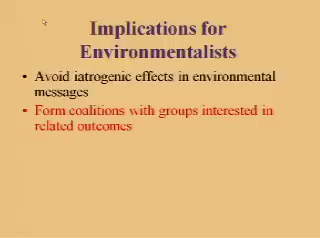 Implications for
Environmentalists
• Avoid iatrogenic effects in environmental
messages
• Form coalitions with groups interested in
related outcomes